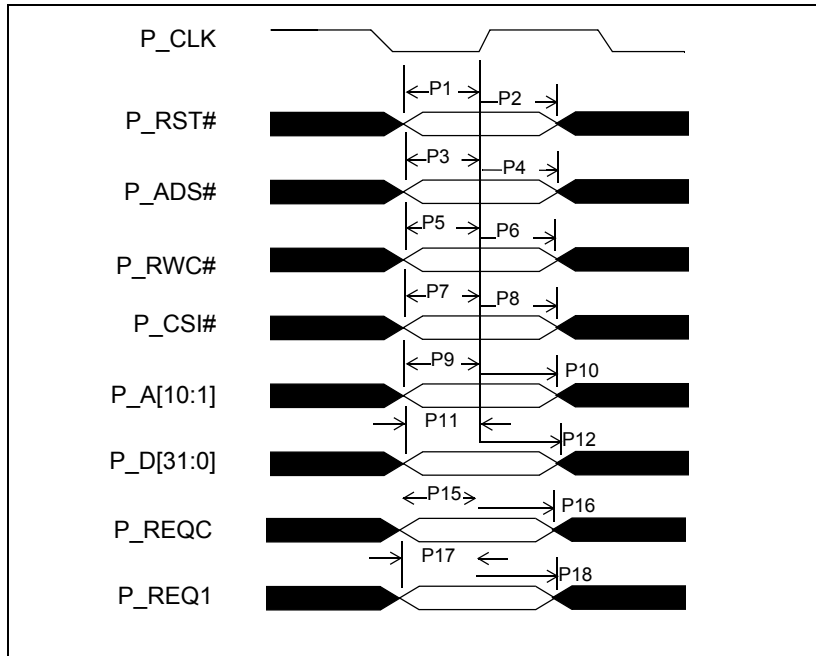 P_CLK
P1
P2
P_RST#
P3
P4
P_ADS#
P5
P6
P_RWC#
P7
P8
P_CSI#
P9
P10
P_A[10:1]
P11
P12
P_D[31:0]
P15
P16
P_REQC
P17
P18
P_REQ1